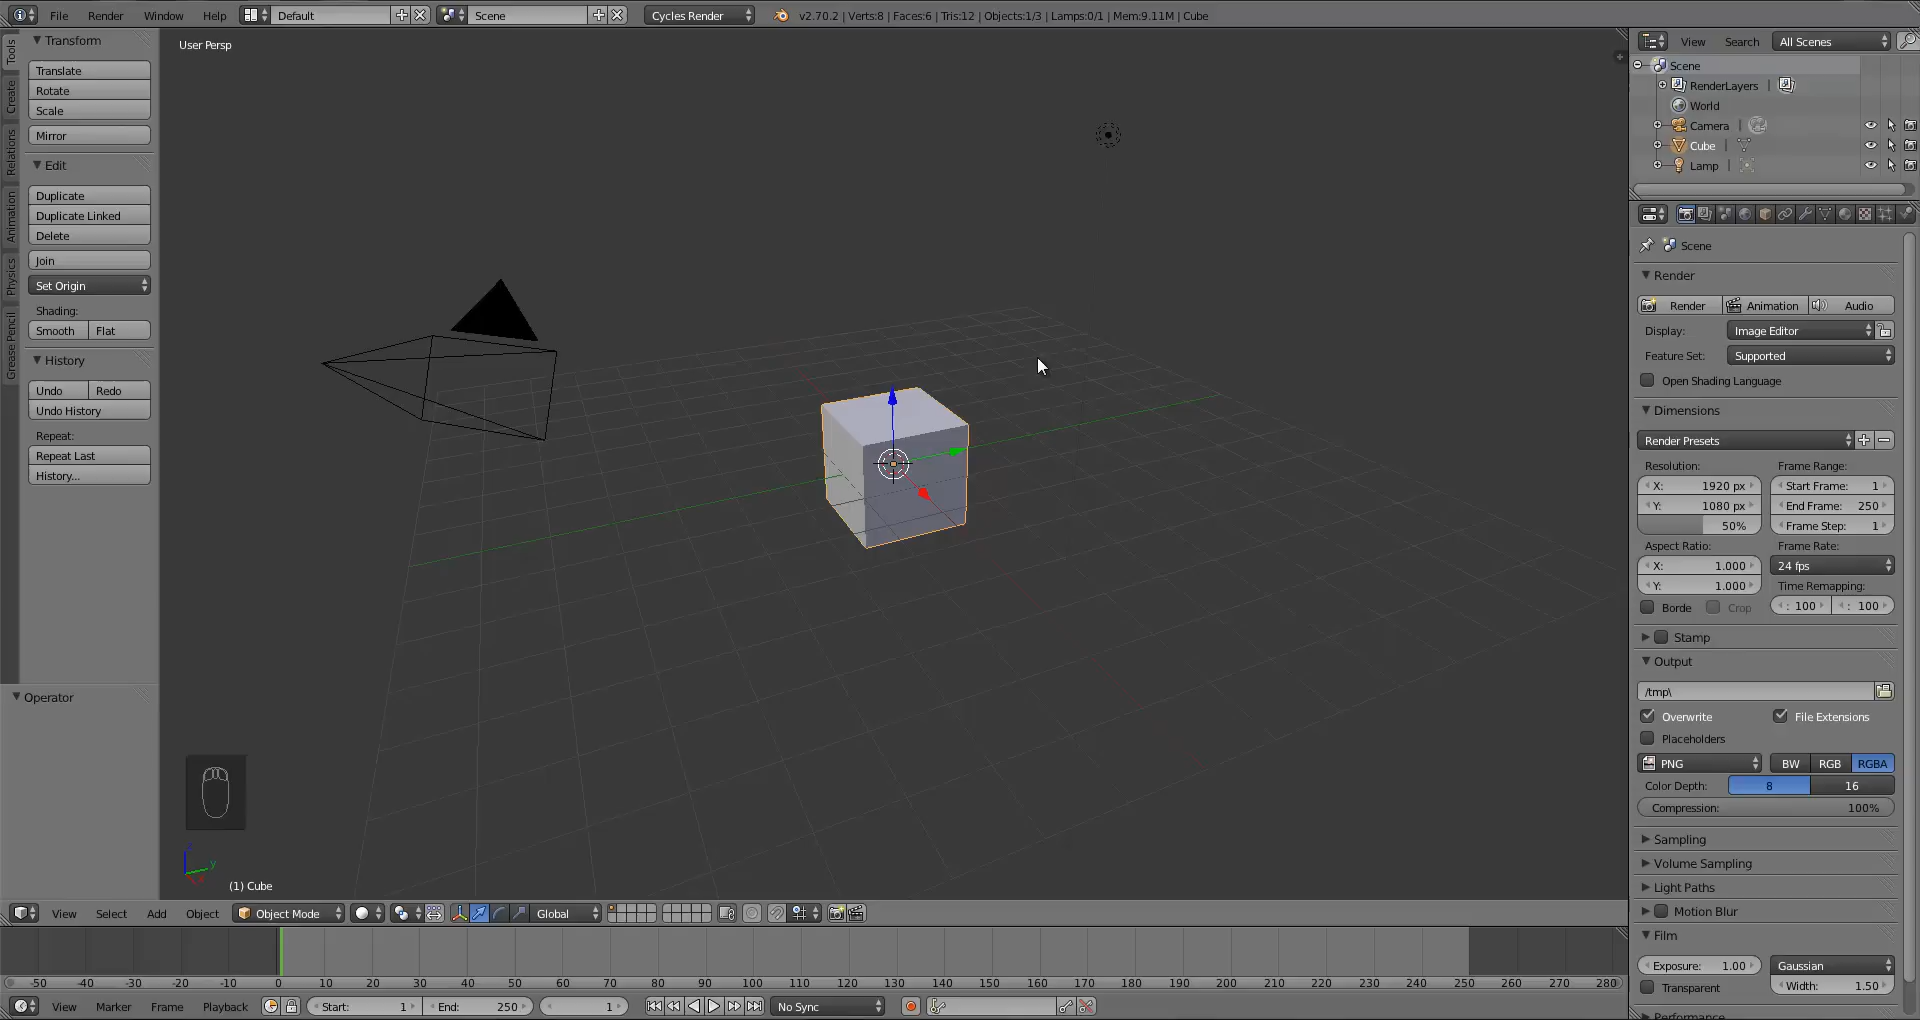 File Render Window Help Default Scene Cycles Render v2.70.2 | Verts:8 | Faces:6 | Tris:12 | Objects:1/3 | Lamps:0/1 | Mem:9.11M | Cube
Tools
Create
Relations
Animation
Physics
Grease Pencil
Transform
Translate
Rotate
Scale
Mirror
Edit
Duplicate
Duplicate Linked
Delete
Join
Set Origin
Shading:
Smooth Flat
History
Undo Redo
Undo History
Repeat:
Repeat Last
History...
Operator
User Persp
z
y
x
(1) Cube
View Search All Scenes
Scene
RenderLayers |
World
Camera |
Cube |
Lamp |
Scene
Render
Render Animation Audio
Display: Image Editor
Feature Set: Supported
Open Shading Language
Dimensions
Render Presets
Resolution: Frame Range:
X: 1920 px Start Frame: 1
Y: 1080 px End Frame: 250
50% Frame Step: 1
Aspect Ratio: Frame Rate:
X: 1.000 24 fps
Y: 1.000 Time Remapping:
Borde Crop : 100 : 100
Stamp
Output
/tmp\
Overwrite File Extensions
Placeholders
PNG BW RGB RGBA
Color Depth: 8 16
Compression: 100%
Sampling
Volume Sampling
Light Paths
Motion Blur
Film
Exposure: 1.00 Gaussian
Transparent Width: 1.50
Performance
View Select Add Object Object Mode Global
-50 -40 -30 -20 -10 0 10 20 30 40 50 60 70 80 90 100 110 120 130 140 150 160 170 180 190 200 210 220 230 240 250 260 270 280
View Marker Frame Playback Start: 1 End: 250 1 No Sync